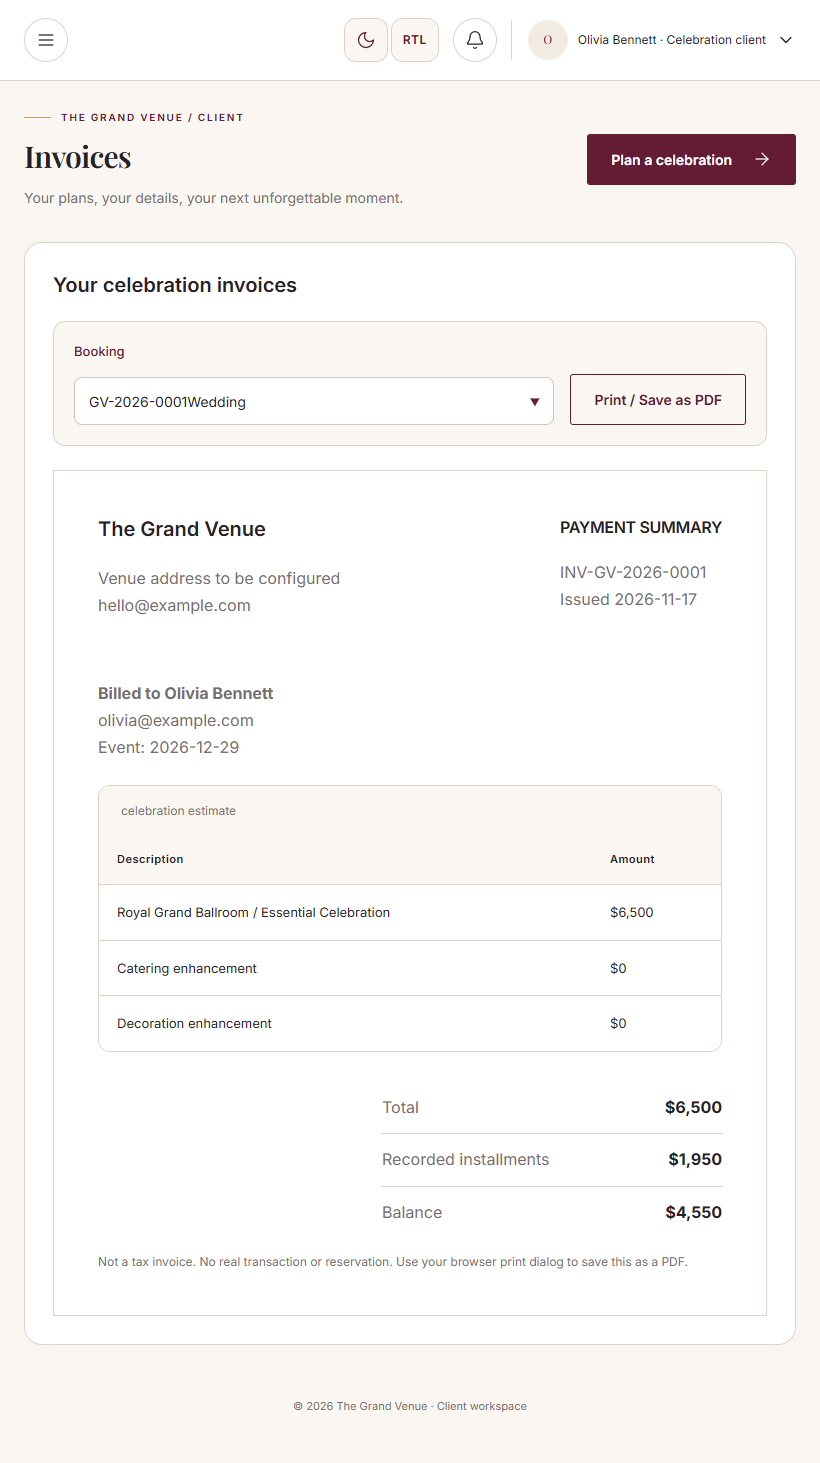 RTL
O
Olivia Bennett · Celebration client
THE GRAND VENUE / CLIENT
Invoices
Your plans, your details, your next unforgettable moment.
Plan a celebration
Your celebration invoices
Booking
GV-2026-0001Wedding
Print / Save as PDF
The Grand Venue
Venue address to be configured
hello@example.com
PAYMENT SUMMARY
INV-GV-2026-0001
Issued 2026-11-17
Billed to Olivia Bennett
olivia@example.com
Event: 2026-12-29
celebration estimate
Description Amount
Royal Grand Ballroom / Essential Celebration $6,500
Catering enhancement $0
Decoration enhancement $0
Total $6,500
Recorded installments $1,950
Balance $4,550
Not a tax invoice. No real transaction or reservation. Use your browser print dialog to save this as a PDF.
© 2026 The Grand Venue · Client workspace